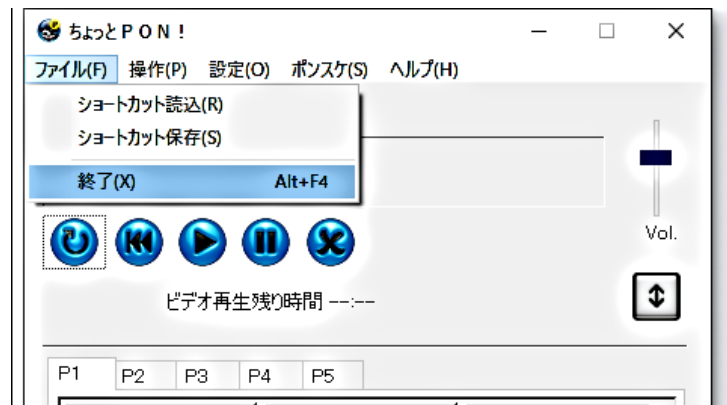 ちょっとPON!
ファイル(F) 操作(P) 設定(O) ポンスケ(S) ヘルプ(H)
ショートカット読込(R)
ショートカット保存(S)
終了(X) Alt+F4
Vol.
ビデオ再生残り時間 --:--
P1 P2 P3 P4 P5